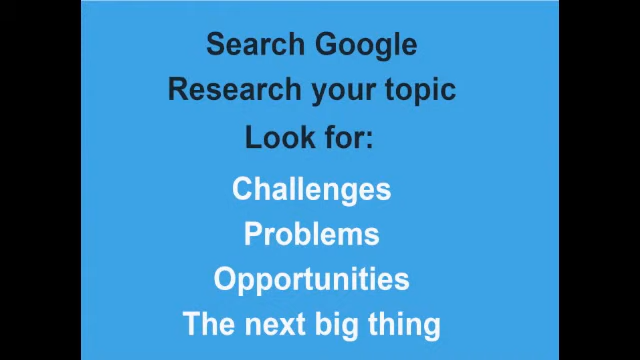 Search Google
Research your topic
Look for:
Challenges
Problems
Opportunities
The next big thing